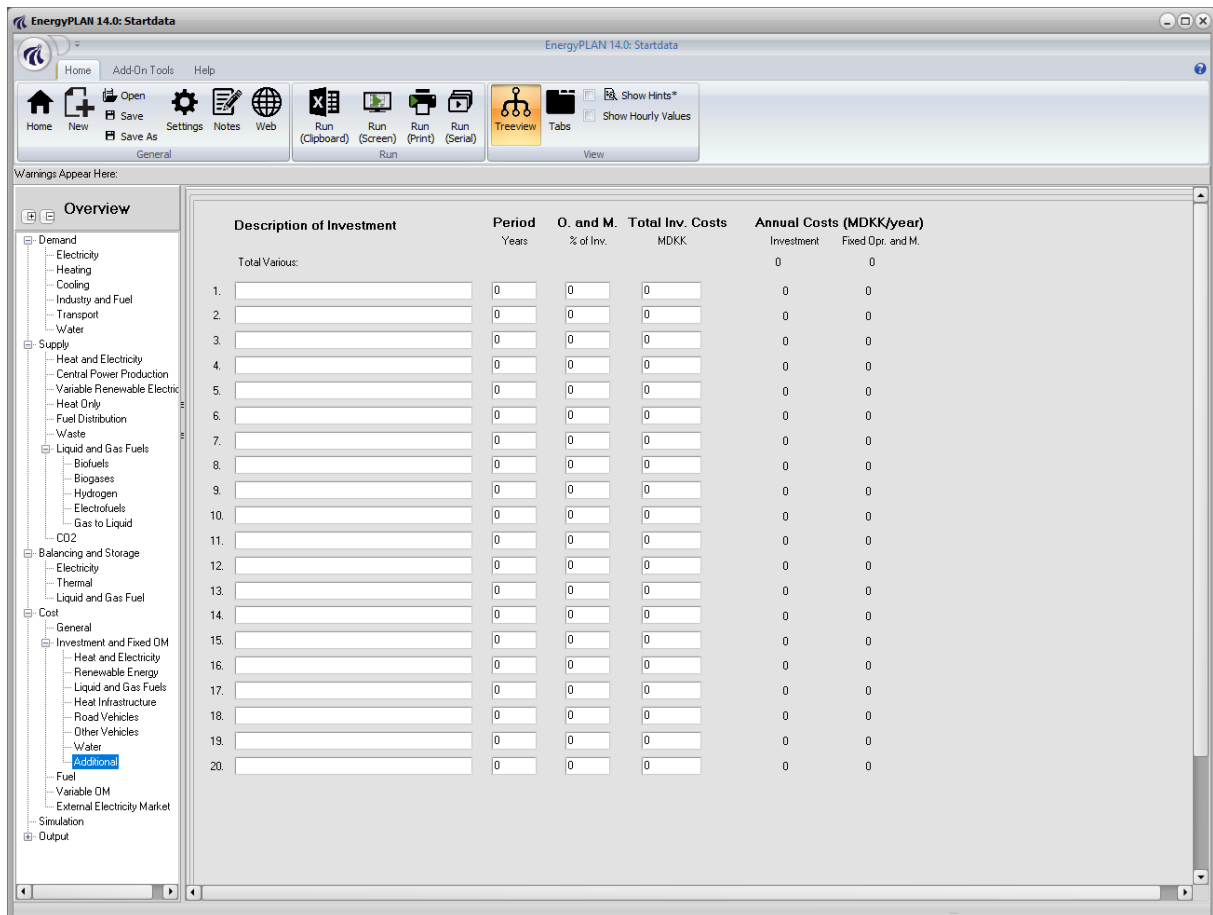 EnergyPLAN 14.0: Startdata
EnergyPLAN 14.0: Startdata
Home Add-On Tools Help
Home New Open Save Save As Settings Notes Web
Run (Clipboard) Run (Screen) Run (Print) Run (Serial)
Treeview Tabs Show Hints* Show Hourly Values
General Run View
Warnings Appear Here:
Overview
Demand
Electricity
Heating
Cooling
Industry and Fuel
Transport
Water
Supply
Heat and Electricity
Central Power Production
Variable Renewable Electric
Heat Only
Fuel Distribution
Waste
Liquid and Gas Fuels
Biofuels
Biogases
Hydrogen
Electrofuels
Gas to Liquid
CO2
Balancing and Storage
Electricity
Thermal
Liquid and Gas Fuel
Cost
General
Investment and Fixed OM
Heat and Electricity
Renewable Energy
Liquid and Gas Fuels
Heat Infrastructure
Road Vehicles
Other Vehicles
Water
Additional
Fuel
Variable OM
External Electricity Market
Simulation
Output
Description of Investment Period O. and M. Total Inv. Costs Annual Costs (MDKK/year)
Years % of Inv. MDKK Investment Fixed Opr. and M.
Total Various: 0 0
1. 0 0 0 0 0
2. 0 0 0 0 0
3. 0 0 0 0 0
4. 0 0 0 0 0
5. 0 0 0 0 0
6. 0 0 0 0 0
7. 0 0 0 0 0
8. 0 0 0 0 0
9. 0 0 0 0 0
10. 0 0 0 0 0
11. 0 0 0 0 0
12. 0 0 0 0 0
13. 0 0 0 0 0
14. 0 0 0 0 0
15. 0 0 0 0 0
16. 0 0 0 0 0
17. 0 0 0 0 0
18. 0 0 0 0 0
19. 0 0 0 0 0
20. 0 0 0 0 0